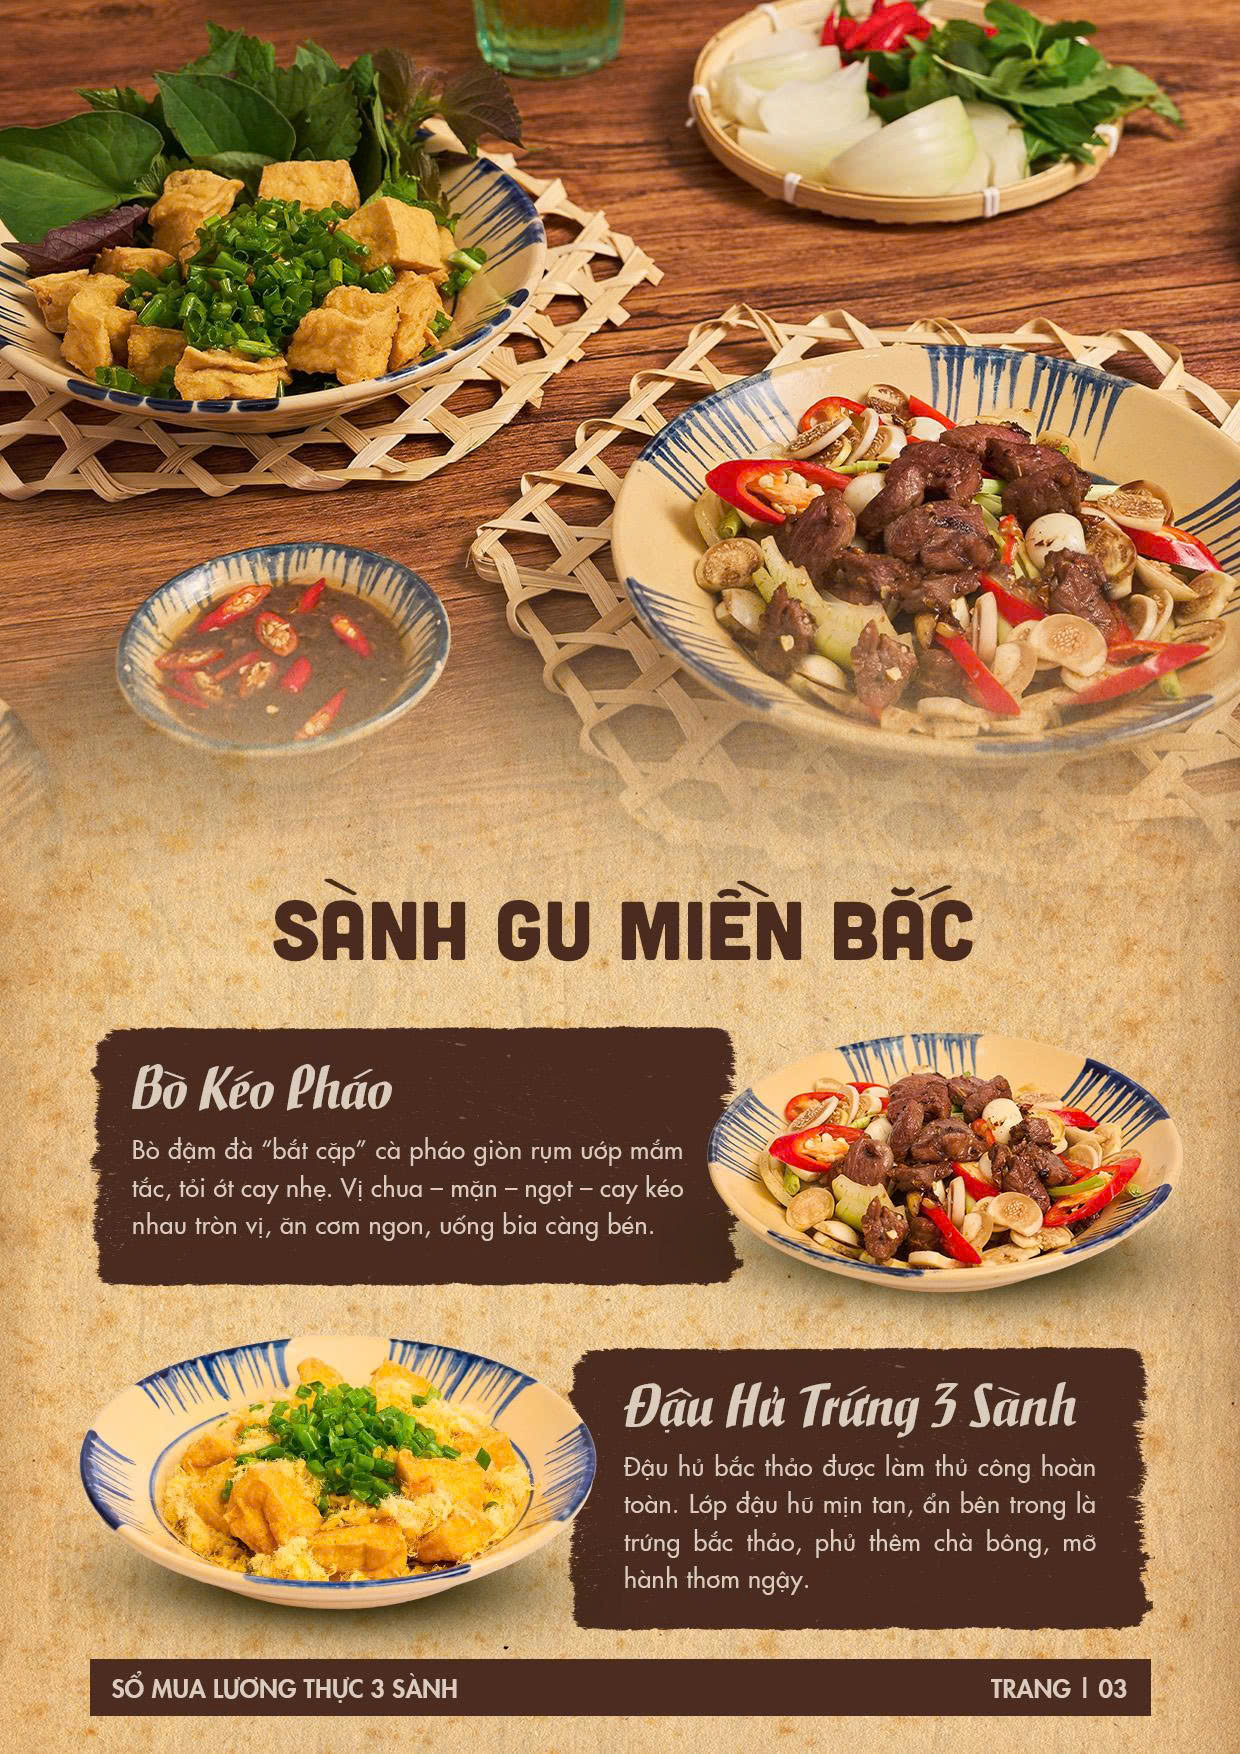 SÀNH GU MIỀN BẮC
Bò Kéo Pháo
Bò đậm đà “bắt cặp” cà pháo giòn rụm ướp mắm
tắc, tỏi ớt cay nhẹ. Vị chua – mặn – ngọt – cay kéo
nhau tròn vị, ăn cơm ngon, uống bia càng bén.
Đậu Hủ Trứng 3 Sành
Đậu hủ bắc thảo được làm thủ công hoàn
toàn. Lớp đậu hũ mịn tan, ẩn bên trong là
trứng bắc thảo, phủ thêm chà bông, mỡ
hành thơm ngậy.
SỔ MUA LƯƠNG THỰC 3 SÀNH
TRANG | 03